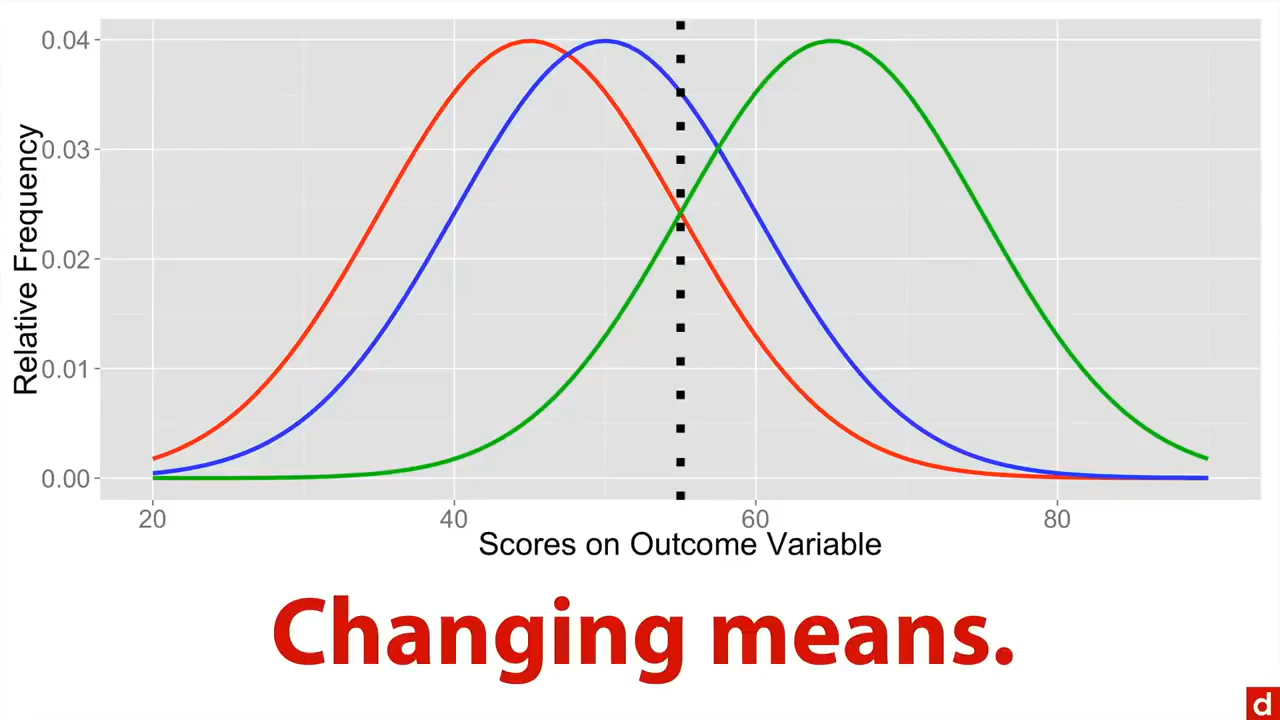 0.04
0.03
0.02
0.01
0.00
Relative Frequency
20 40 60 80
Scores on Outcome Variable
Changing means.
d